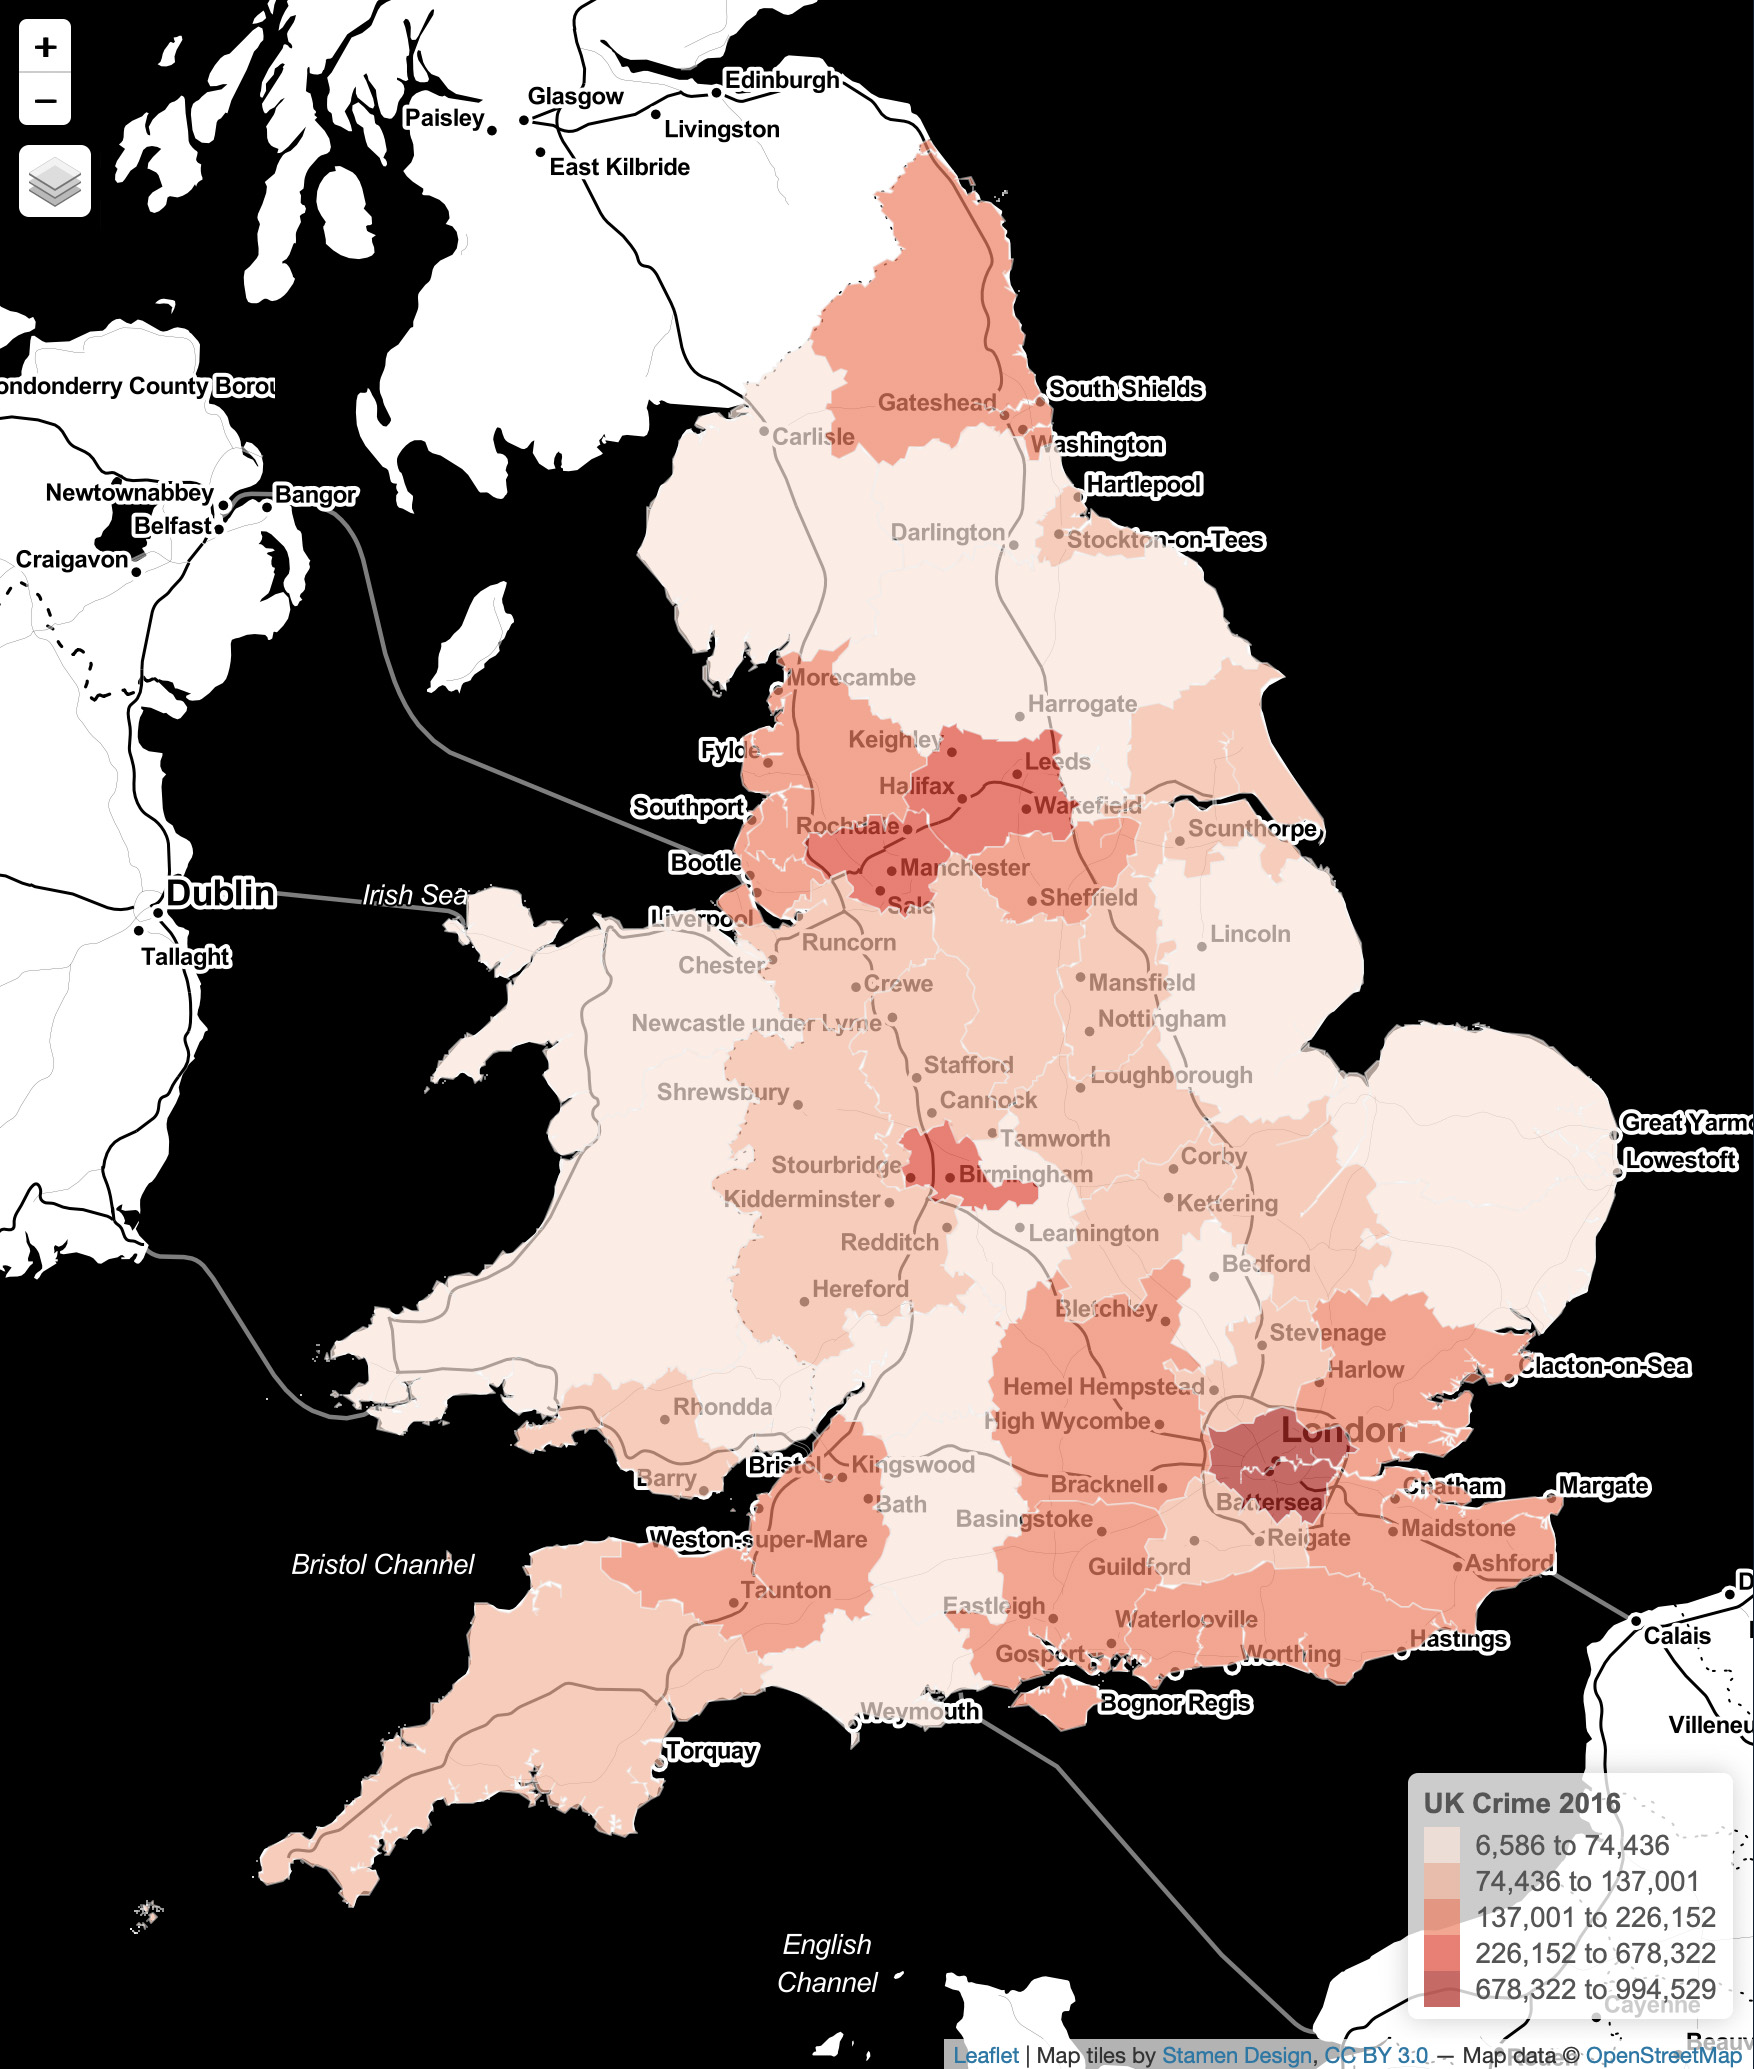 +
−
Edinburgh
Glasgow
Paisley
Livingston
East Kilbride
ondonderry County Borou
South Shields
Gateshead
Carlisle
Washington
Hartlepool
Newtownabbey
Bangor
Belfast
Darlington
Stockton-on-Tees
Craigavon
Morecambe
Harrogate
Keighley
Fylde
Leeds
Halifax
Southport
Wakefield
Rochdale
Scunthorpe
Bootle
Manchester
Dublin
Irish Sea
Sheffield
Sale
Liverpool
Lincoln
Runcorn
Tallaght
Chester
Crewe
Mansfield
Newcastle under Lyme
Nottingham
Stafford
Loughborough
Shrewsbury
Cannock
Great Yarmo
Tamworth
Corby
Lowestoft
Stourbridge
Birmingham
Kidderminster
Kettering
Leamington
Redditch
Bedford
Hereford
Bletchley
Stevenage
Clacton-on-Sea
Harlow
Hemel Hempstead
Rhondda
High Wycombe
London
Bristol
Kingswood
Barry
Bracknell
Chatham
Margate
Bath
Battersea
Basingstoke
Maidstone
Weston-super-Mare
Reigate
Bristol Channel
Guildford
Ashford
D
Taunton
Eastleigh
Waterlooville
Calais
Hastings
Gosport
Worthing
Bognor Regis
Weymouth
Villeneu
Torquay
UK Crime 2016
6,586 to 74,436
74,436 to 137,001
137,001 to 226,152
226,152 to 678,322
678,322 to 994,529
English
Channel
Cayenne
Beauv
Leaflet | Map tiles by Stamen Design, CC BY 3.0 — Map data © OpenStreetMap